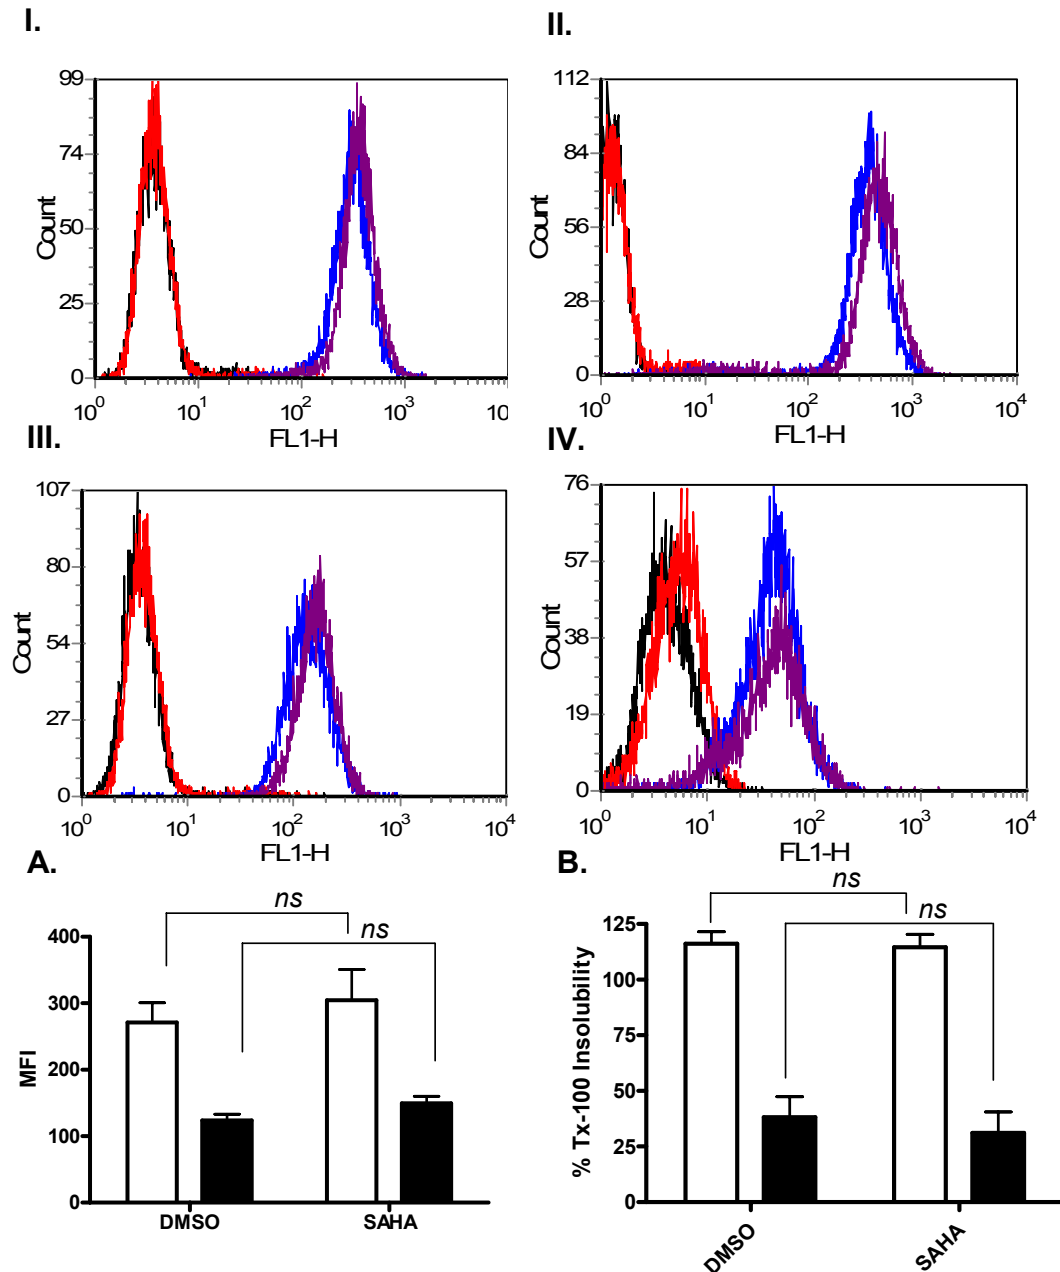 I.
II.
99
74
50
25
0
Count
10^0
10^1
10^2
10^3
1
FL1-H
112
84
56
28
0
Count
10^0
10^1
10^2
10^3
10^4
FL1-H
III.
IV.
107
80
54
27
0
Count
10^0
10^1
10^2
10^3
10^4
FL1-H
76
57
38
19
0
Count
10^0
10^1
10^2
10^3
10^4
FL1-H
A.
ns
ns
400
300
200
100
0
MFI
DMSO
SAHA
B.
ns
ns
125
100
75
50
25
0
% Tx-100 Insolubility
DMSO
SAHA